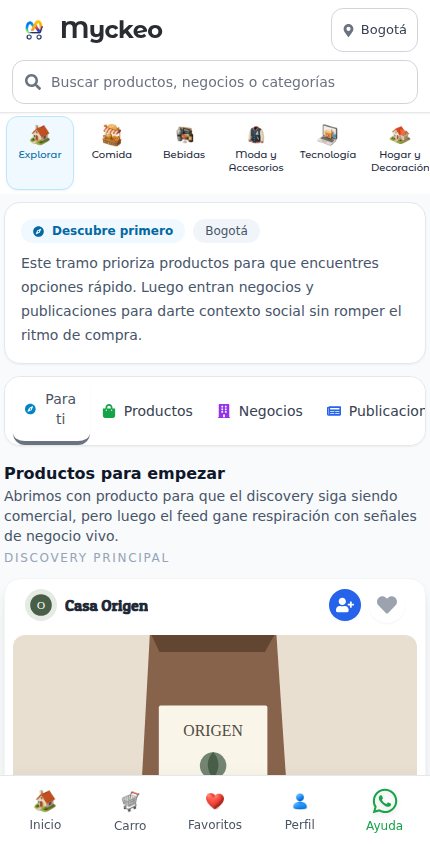 Myckeo
Bogotá
Buscar productos, negocios o categorías
Explorar
Comida
Bebidas
Moda y
Accesorios
Tecnología
Hogar y
Decoración
Descubre primero
Bogotá
Este tramo prioriza productos para que encuentres
opciones rápido. Luego entran negocios y
publicaciones para darte contexto social sin romper el
ritmo de compra.
Para
ti
Productos
Negocios
Publicacion
Productos para empezar
Abrimos con producto para que el discovery siga siendo
comercial, pero luego el feed gane respiración con señales
de negocio vivo.
DISCOVERY PRINCIPAL
O
Casa Origen
ORIGEN
Inicio
Carro
Favoritos
Perfil
Ayuda